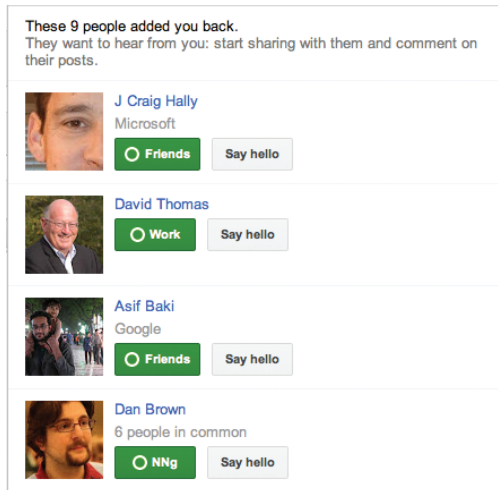 These 9 people added you back.
They want to hear from you: start sharing with them and comment on
their posts.
J Craig Hally
Microsoft
Friends Say hello
David Thomas
Work Say hello
Asif Baki
Google
Friends Say hello
Dan Brown
6 people in common
NNg Say hello